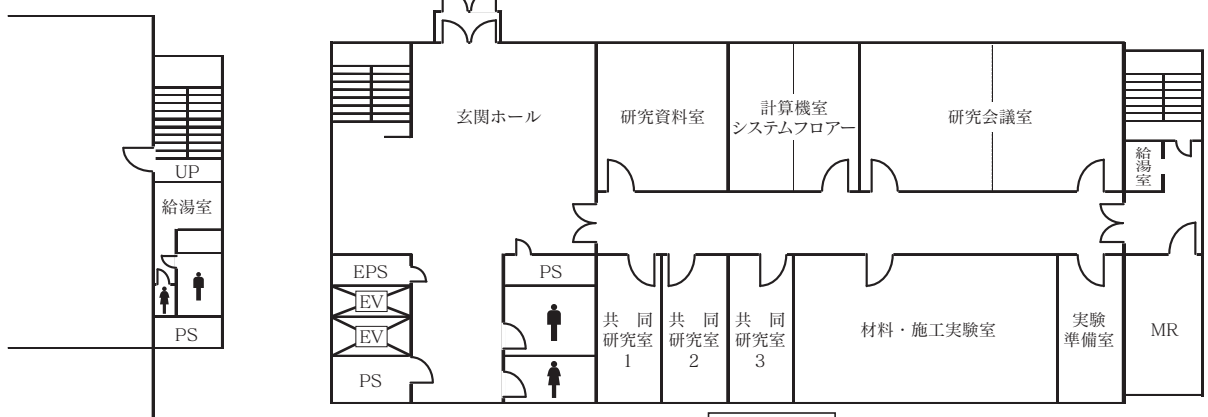 UP
給湯室
PS
玄関ホール
研究資料室
計算機室
システムフロアー
研究会議室
給湯室
EPS
EV
EV
PS
PS
共 同
研究室
1
共 同
研究室
2
共 同
研究室
3
材料・施工実験室
実験
準備室
MR